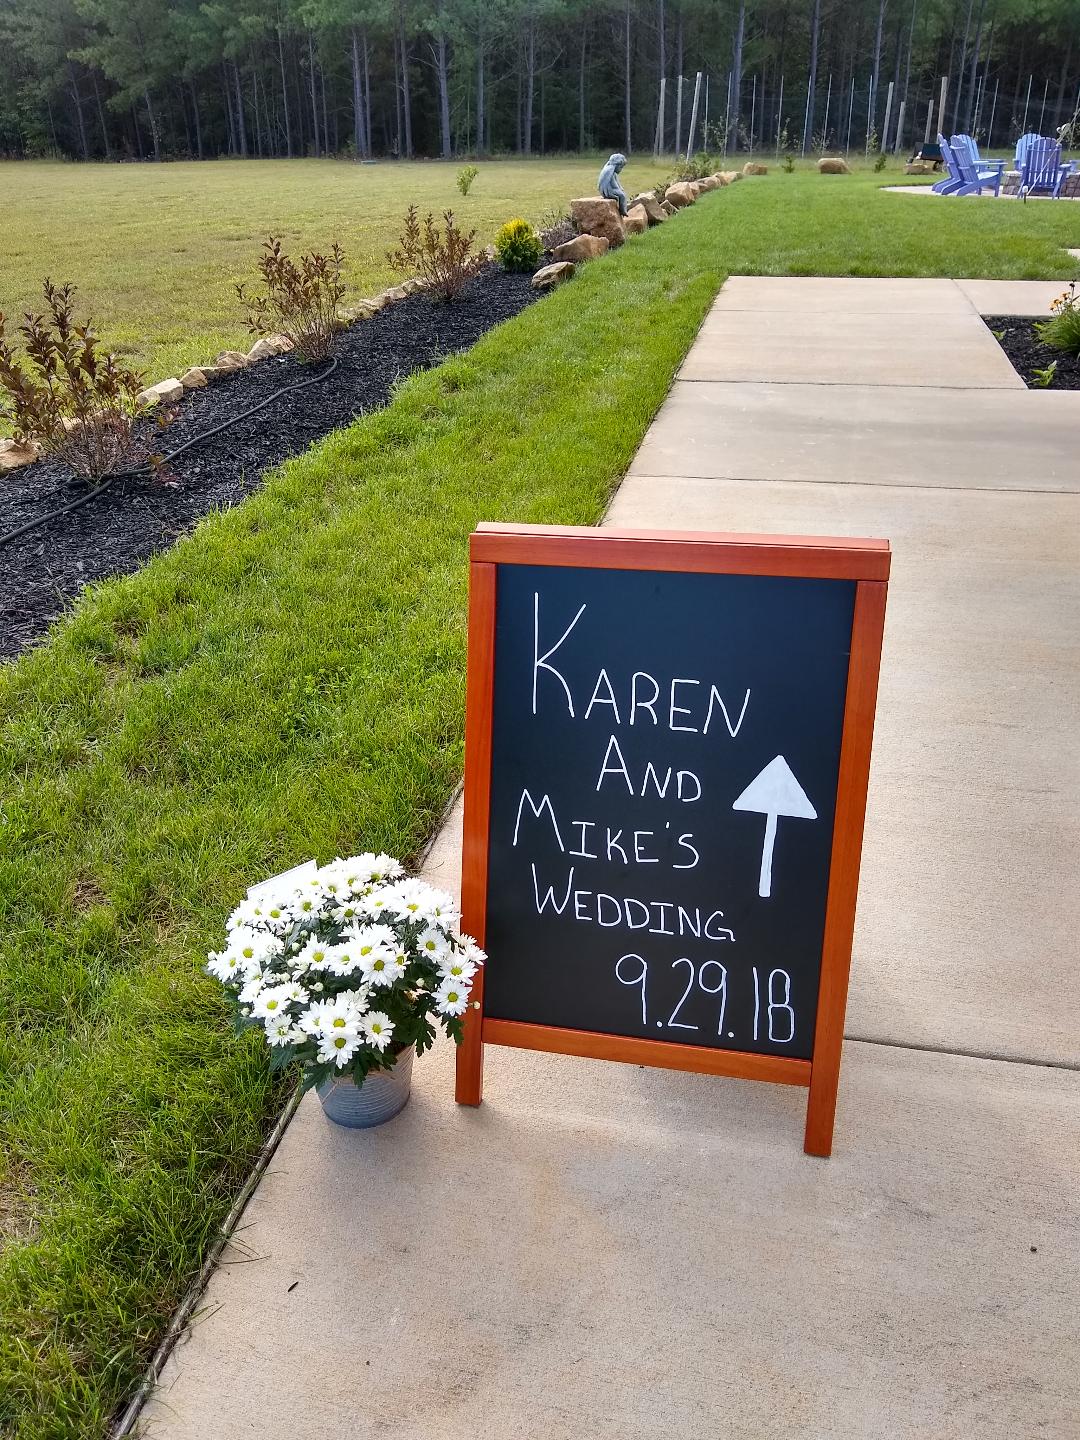 KAREN
AND
MIKE'S
WEDDING
9.29.18